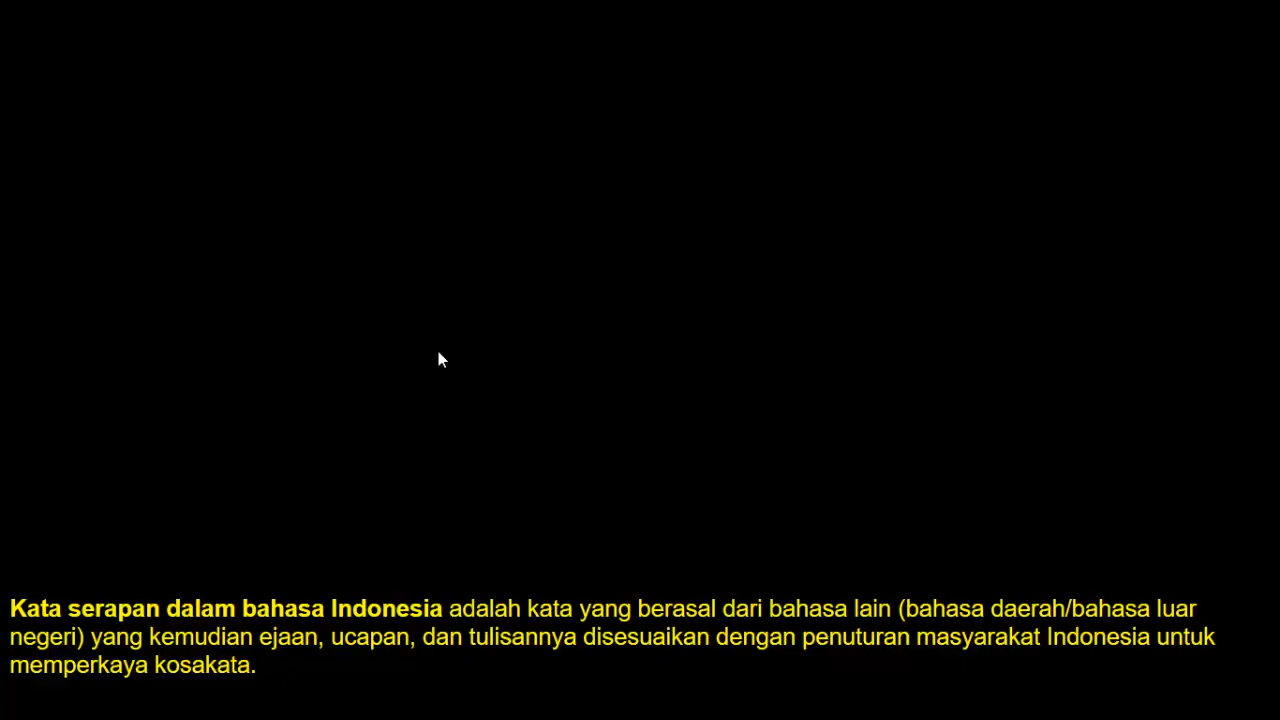 Kata serapan dalam bahasa Indonesia adalah kata yang berasal dari bahasa lain (bahasa daerah/bahasa luar
negeri) yang kemudian ejaan, ucapan, dan tulisannya disesuaikan dengan penuturan masyarakat Indonesia untuk
memperkaya kosakata.